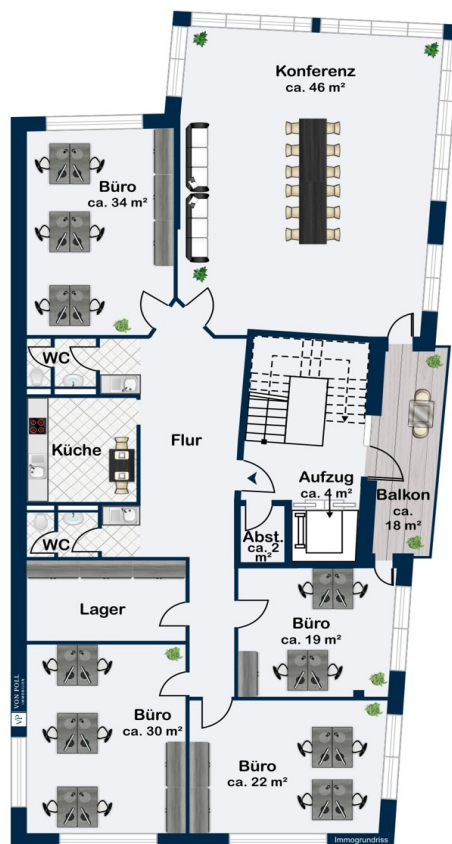 Konferenz
ca. 46 m²
Büro
ca. 34 m²
WC
Küche
Flur
Aufzug
ca. 4 m²
Balkon
ca.
18 m²
Abst.
ca. 2
m²
WC
Lager
Büro
ca. 19 m²
Büro
ca. 30 m²
Büro
ca. 22 m²
VP
VON POLL
IMMOBILIEN
Immogrundriss